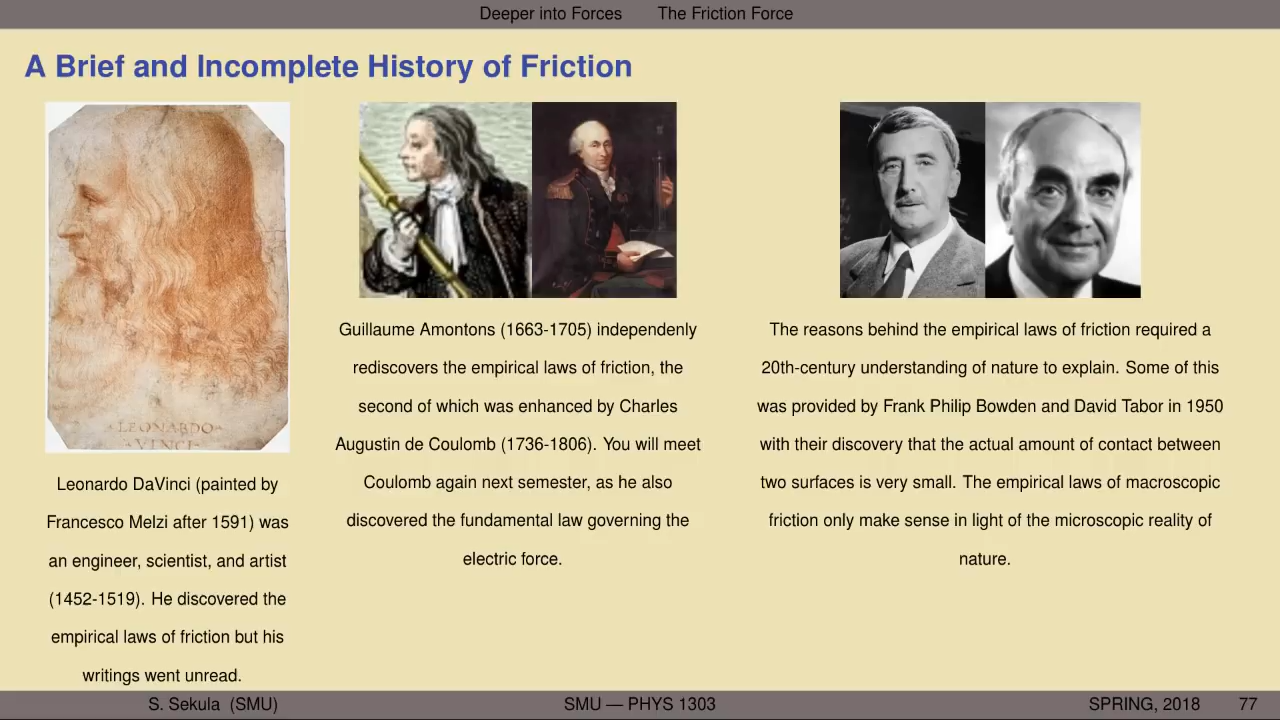 Deeper into Forces The Friction Force
A Brief and Incomplete History of Friction
LEONARDO
VINCI
Leonardo DaVinci (painted by
Francesco Melzi after 1591) was
an engineer, scientist, and artist
(1452-1519). He discovered the
empirical laws of friction but his
writings went unread.
Guillaume Amontons (1663-1705) independenly
rediscovers the empirical laws of friction, the
second of which was enhanced by Charles
Augustin de Coulomb (1736-1806). You will meet
Coulomb again next semester, as he also
discovered the fundamental law governing the
electric force.
The reasons behind the empirical laws of friction required a
20th-century understanding of nature to explain. Some of this
was provided by Frank Philip Bowden and David Tabor in 1950
with their discovery that the actual amount of contact between
two surfaces is very small. The empirical laws of macroscopic
friction only make sense in light of the microscopic reality of
nature.
S. Sekula (SMU) SMU — PHYS 1303 SPRING, 2018 77